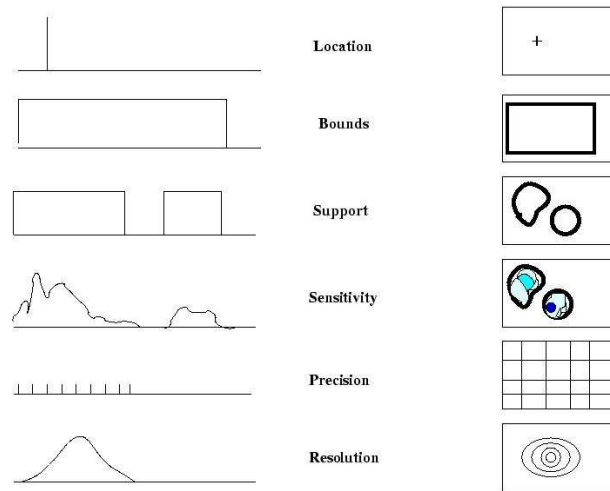 Location
Bounds
Support
Sensitivity
Precision
Resolution